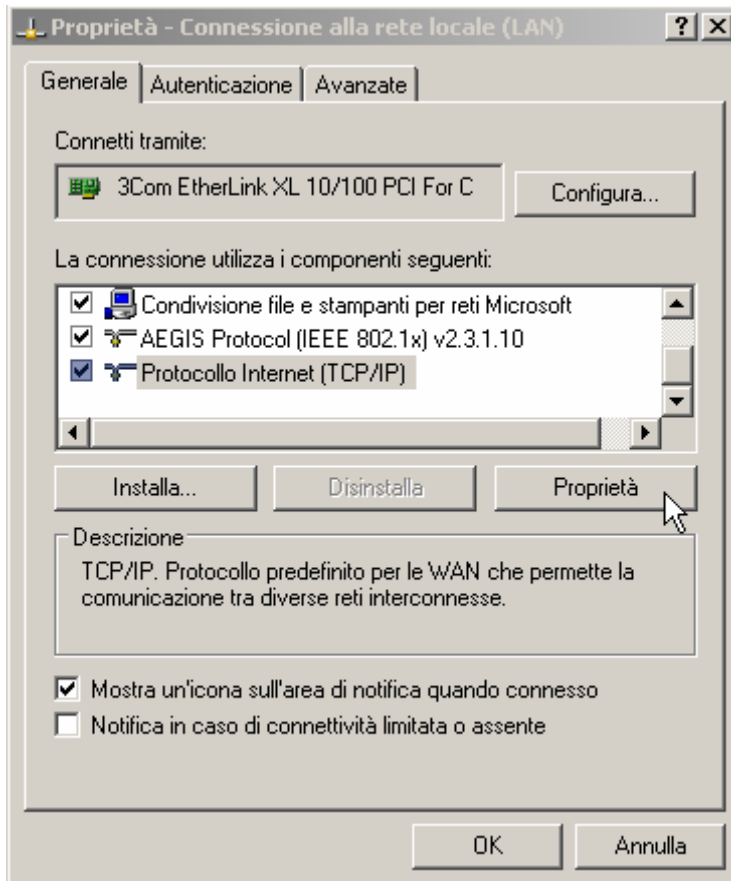 Proprietà - Connessione alla rete locale (LAN)
Generale Autenticazione Avanzate
Connetti tramite:
3Com EtherLink XL 10/100 PCI For C Configura...
La connessione utilizza i componenti seguenti:
Condivisione file e stampanti per reti Microsoft
AEGIS Protocol (IEEE 802.1x) v2.3.1.10
Protocollo Internet (TCP/IP)
Installa... Disinstalla Proprietà
Descrizione
TCP/IP. Protocollo predefinito per le WAN che permette la
comunicazione tra diverse reti interconnesse.
Mostra un'icona sull'area di notifica quando connesso
Notifica in caso di connettività limitata o assente
OK Annulla